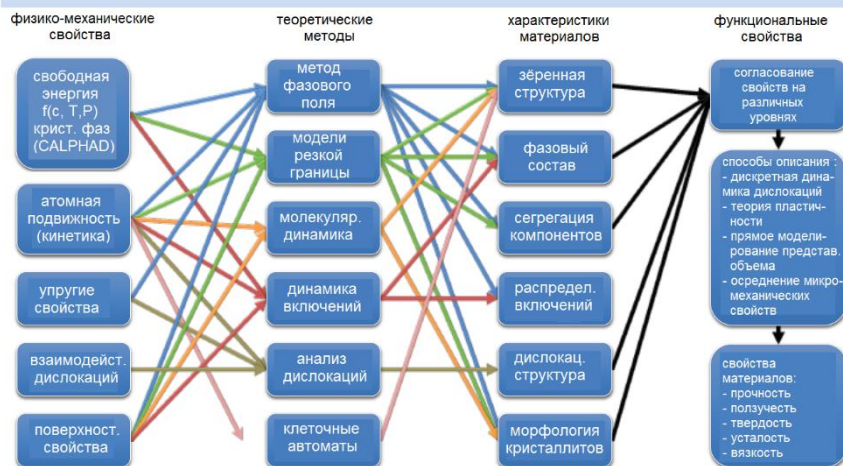 физико-механические
свойства
теоретические
методы
характеристики
материалов
функциональные
свойства
свободная
энергия
f(c, T,P)
крист. фаз
(CALPHAD)
атомная
подвижность
(кинетика)
упругие
свойства
взаимодейст.
дислокаций
поверхност.
свойства
метод
фазового
поля
модели
резкой
границы
молекуляр.
динамика
динамика
включений
анализ
дислокаций
клеточные
автоматы
зёренная
структура
фазовый
состав
сегрегация
компонентов
распредел.
включений
дислокац.
структура
морфология
кристаллитов
согласование
свойств на
различных
уровнях
способы описания :
- дискретная дина-
мика дислокаций
- теория пластич-
ности
- прямое модели-
рование представ.
объема
- осреднение микро-
механических
свойств
свойства
материалов:
- прочность
- ползучесть
- твердость
- усталость
- вязкость